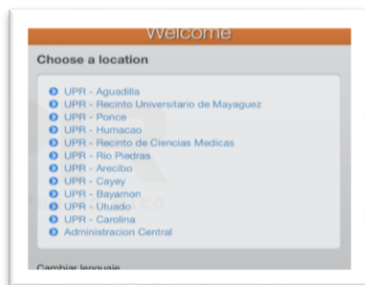 Welcome
Choose a location
UPR - Aguadilla
UPR - Recinto Universitario de Mayaguez
UPR - Ponce
UPR - Humacao
UPR - Recinto de Ciencias Medicas
UPR - Rio Piedras
UPR - Arecibo
UPR - Cayey
UPR - Bayamon
UPR - Utuado
UPR - Carolina
Administracion Central
Cambiar lenguaje